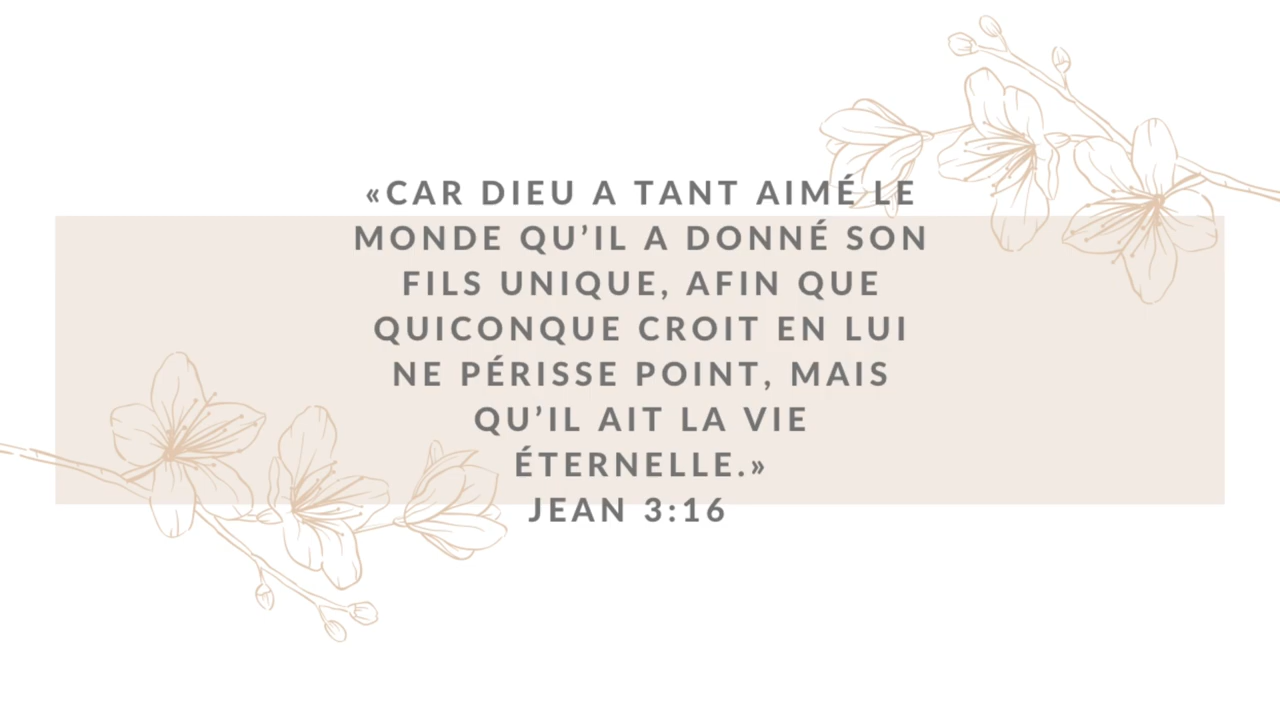 «CAR DIEU A TANT AIMÉ LE
MONDE QU’IL A DONNÉ SON
FILS UNIQUE, AFIN QUE
QUICONQUE CROIT EN LUI
NE PÉRISSE POINT, MAIS
QU’IL AIT LA VIE
ÉTERNELLE.»
JEAN 3:16